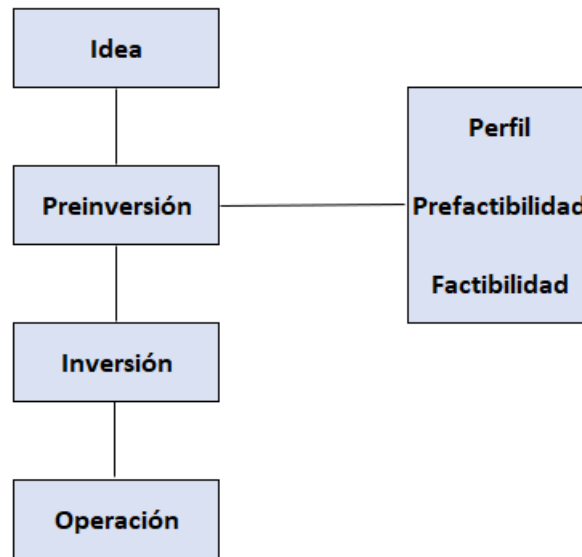 Idea
Preinversión
Inversión
Operación
Perfil
Prefactibilidad
Factibilidad